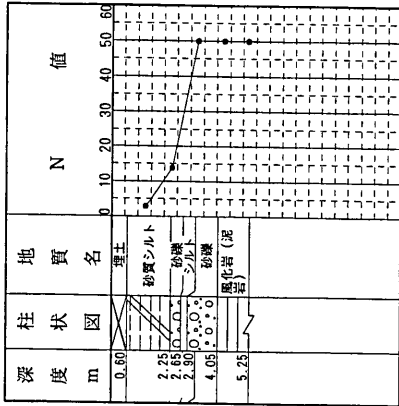 深度 m
柱状図
地質名
N 値
0 10 20 30 40 50 60
0.60 埋土
2.25 砂質シルト
2.65 砂礫
2.90 シルト
4.05 砂礫
5.25 風化岩(泥岩)